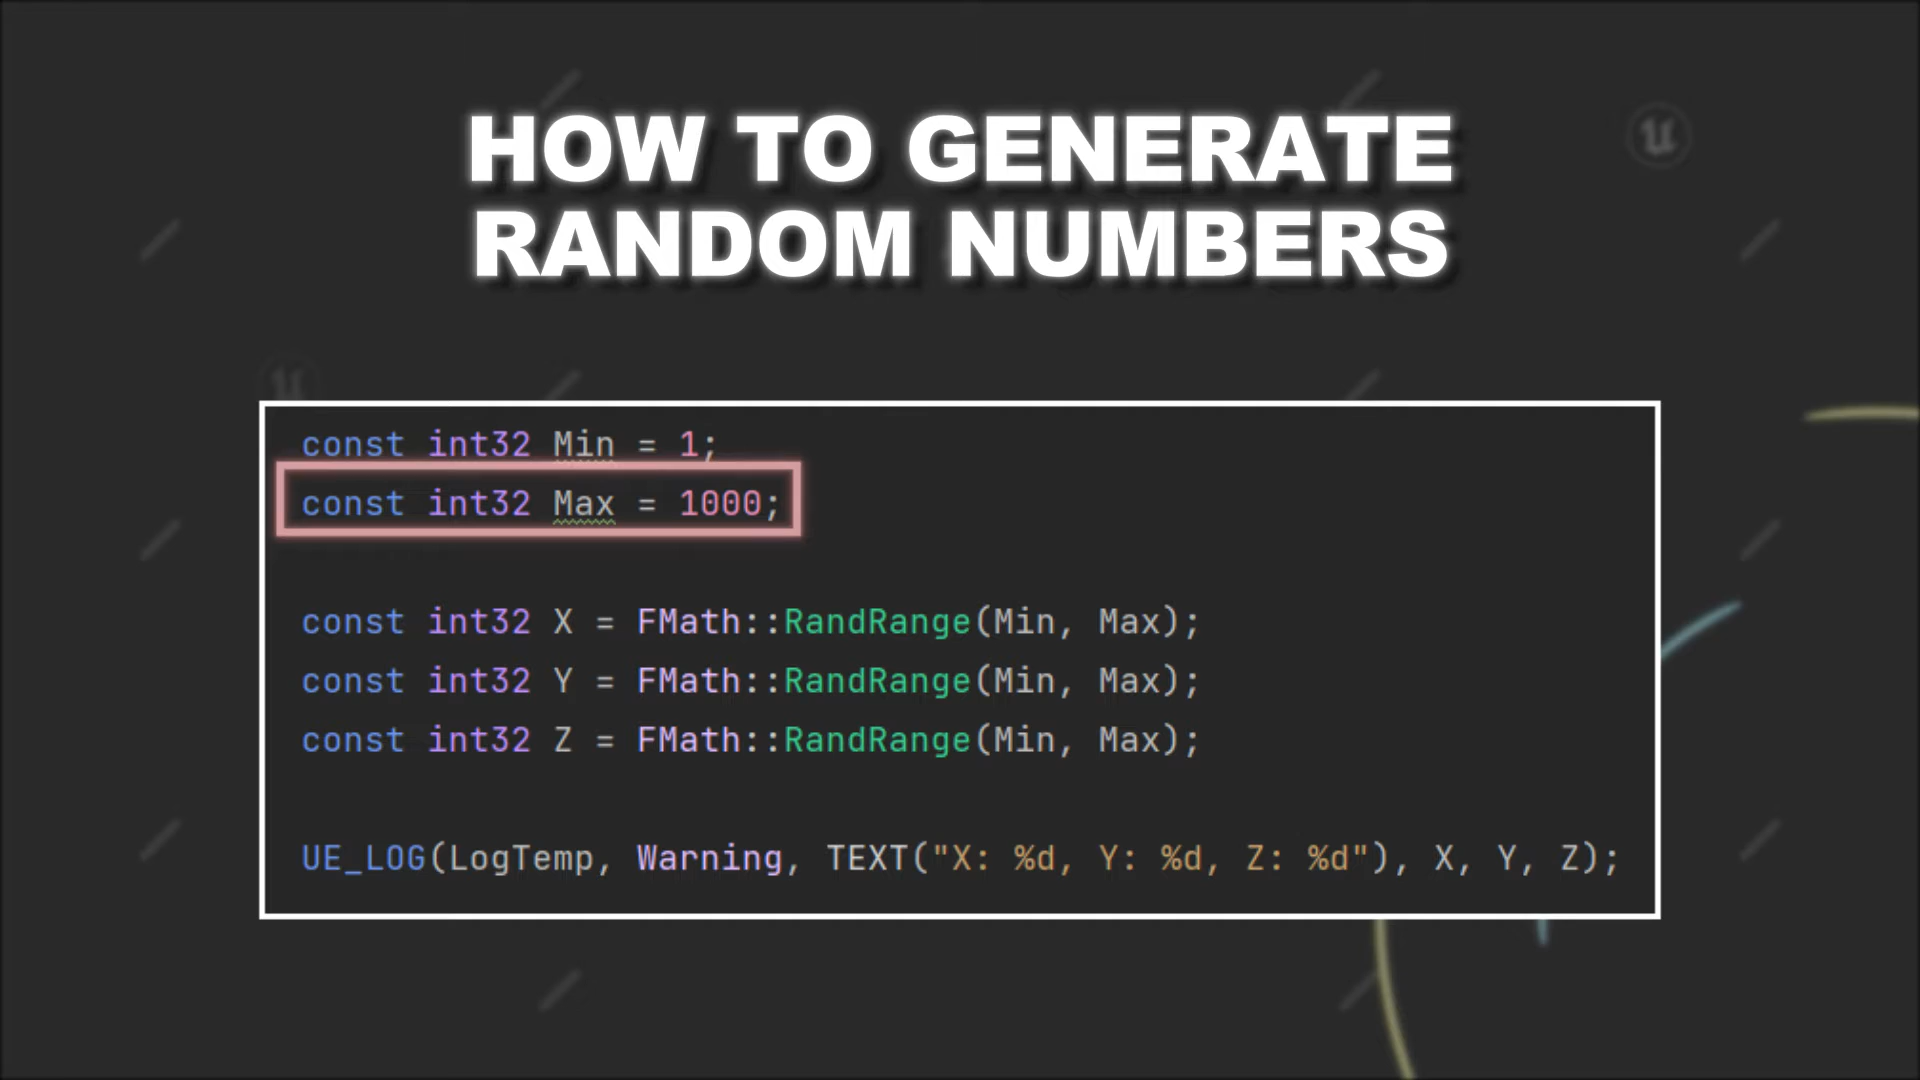 HOW TO GENERATE
RANDOM NUMBERS
const int32 Min = 1;
const int32 Max = 1000;
const int32 X = FMath::RandRange(Min, Max);
const int32 Y = FMath::RandRange(Min, Max);
const int32 Z = FMath::RandRange(Min, Max);
UE_LOG(LogTemp, Warning, TEXT("X: %d, Y: %d, Z: %d"), X, Y, Z);